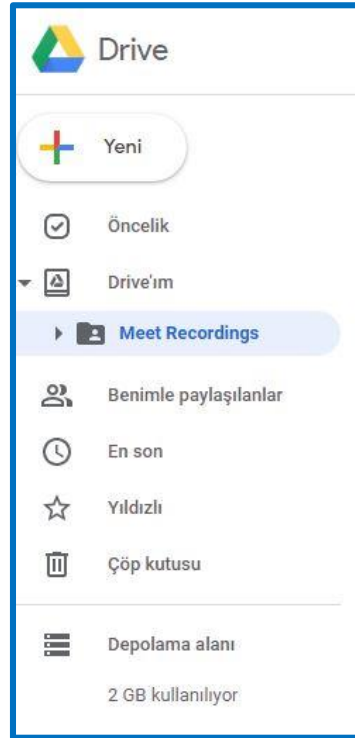 Drive
Yeni
Öncelik
Drive'ım
Meet Recordings
Benimle paylaşılanlar
En son
Yıldızlı
Çöp kutusu
Depolama alanı
2 GB kullanılıyor